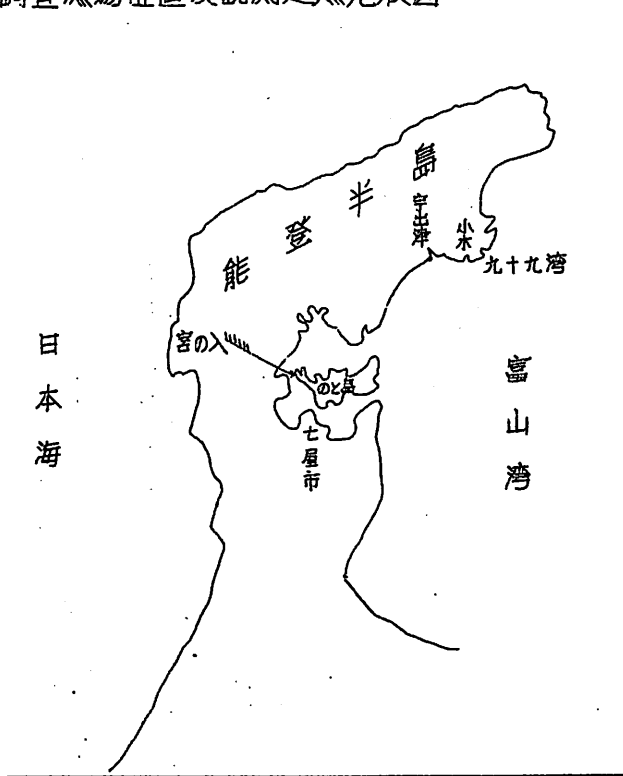 能登半島
宇出津
小木
九十九湾
宮の入
のと島
七尾市
日本海
富山湾